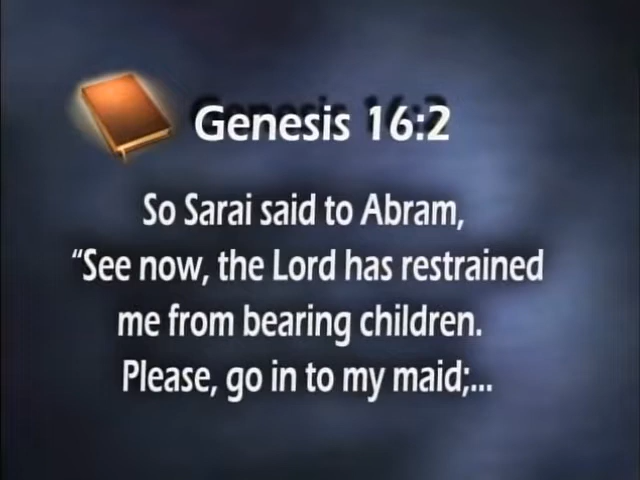 Genesis 16:2
So Sarai said to Abram,
“See now, the Lord has restrained
me from bearing children.
Please, go in to my maid;...